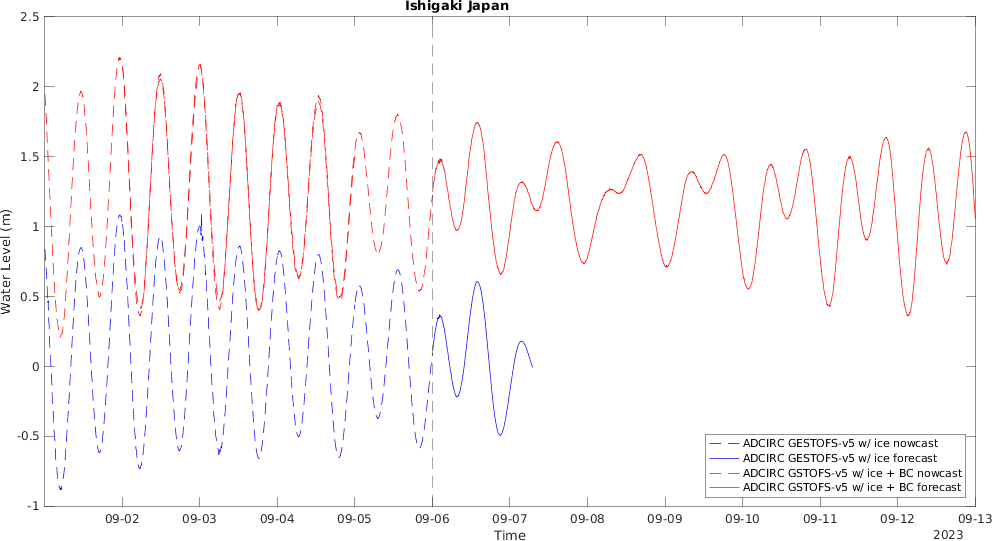 Ishigaki Japan
2.5
2
1.5
1
0.5
0
-0.5
-1
Water Level (m)
09-02 09-03 09-04 09-05 09-06 09-07 09-08 09-09 09-10 09-11 09-12 09-13
Time
2023
ADCIRC GESTOFS-v5 w/ ice nowcast
ADCIRC GESTOFS-v5 w/ ice forecast
ADCIRC GSTOFS-v5 w/ ice + BC nowcast
ADCIRC GSTOFS-v5 w/ ice + BC forecast